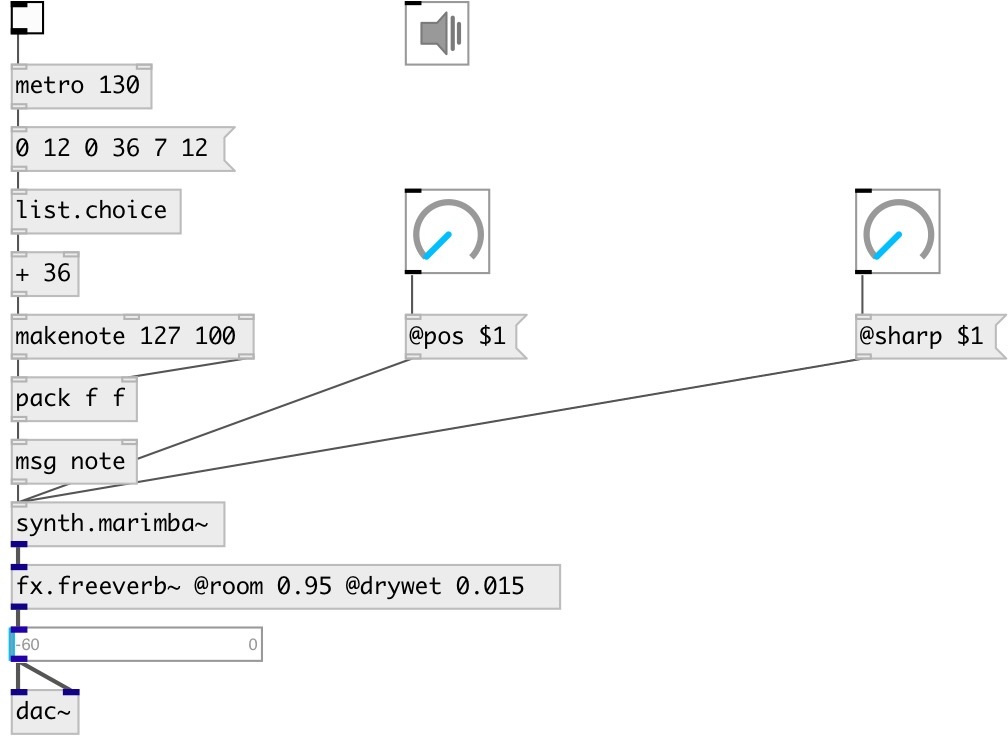 metro 130
0 12 0 36 7 12
list.choice
+ 36
makenote 127 100
@pos $1
@sharp $1
pack f f
msg note
synth.marimba~
fx.freeverb~ @room 0.95 @drywet 0.015
-60 0
dac~